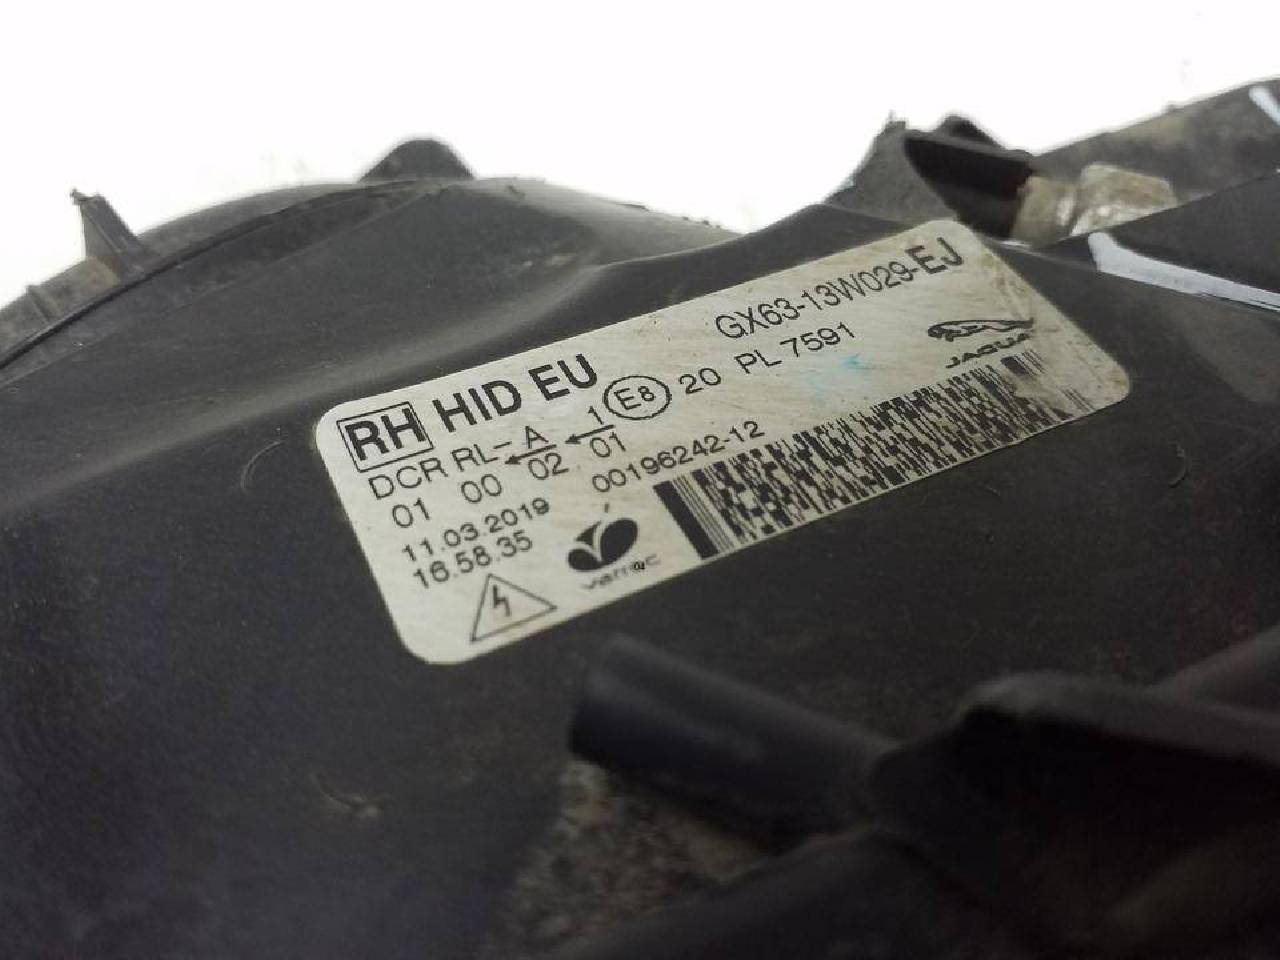 RH HID EU GX63-13W029-EJ
DCR RL- A 1 E8 20 PL 7591
01 00 02 01
JAGUA
11.03.2019 00196242-12
16.58.35
varroc